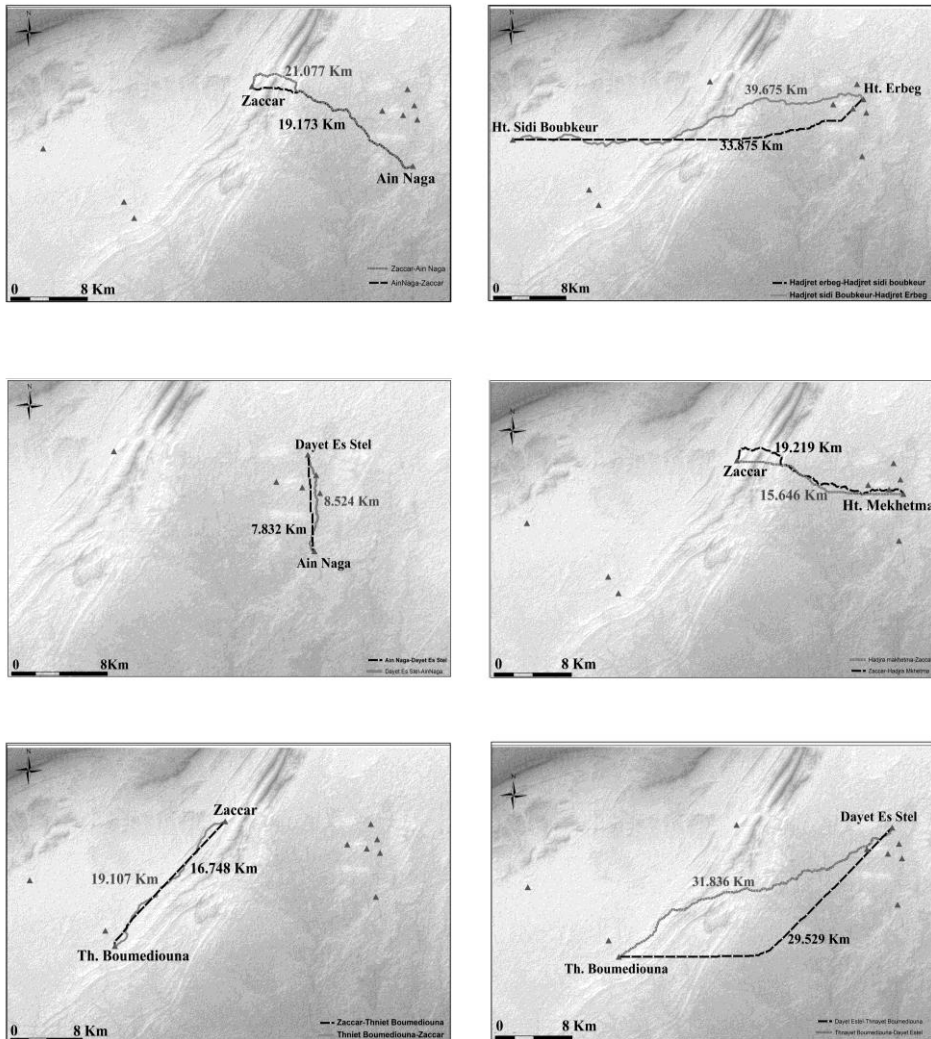 N
21.077 Km
Zaccar
19.173 Km
Ain Naga
Zaccar-Ain Naga
AinNaga-Zaccar
0 8 Km
N
39.675 Km
Ht. Erbeg
Ht. Sidi Boubkeur
33.875 Km
Hadjret erbeg-Hadjret sidi boubkeur
Hadjret sidi Boubkeur-Hadjret Erbeg
0 8Km
N
Dayet Es Stel
8.524 Km
7.832 Km
Ain Naga
Ain Naga-Dayet Es Stel
0 8Km
N
19.219 Km
Zaccar
15.646 Km
Ht. Mekhetma
0 8 Km
N
Zaccar
16.748 Km
19.107 Km
Th. Boumediouna
Zaccar-Thniet Boumediouna
Thniet Boumediouna-Zaccar
0 8 Km
N
Dayet Es Stel
31.836 Km
29.529 Km
Th. Boumediouna
0 8 Km